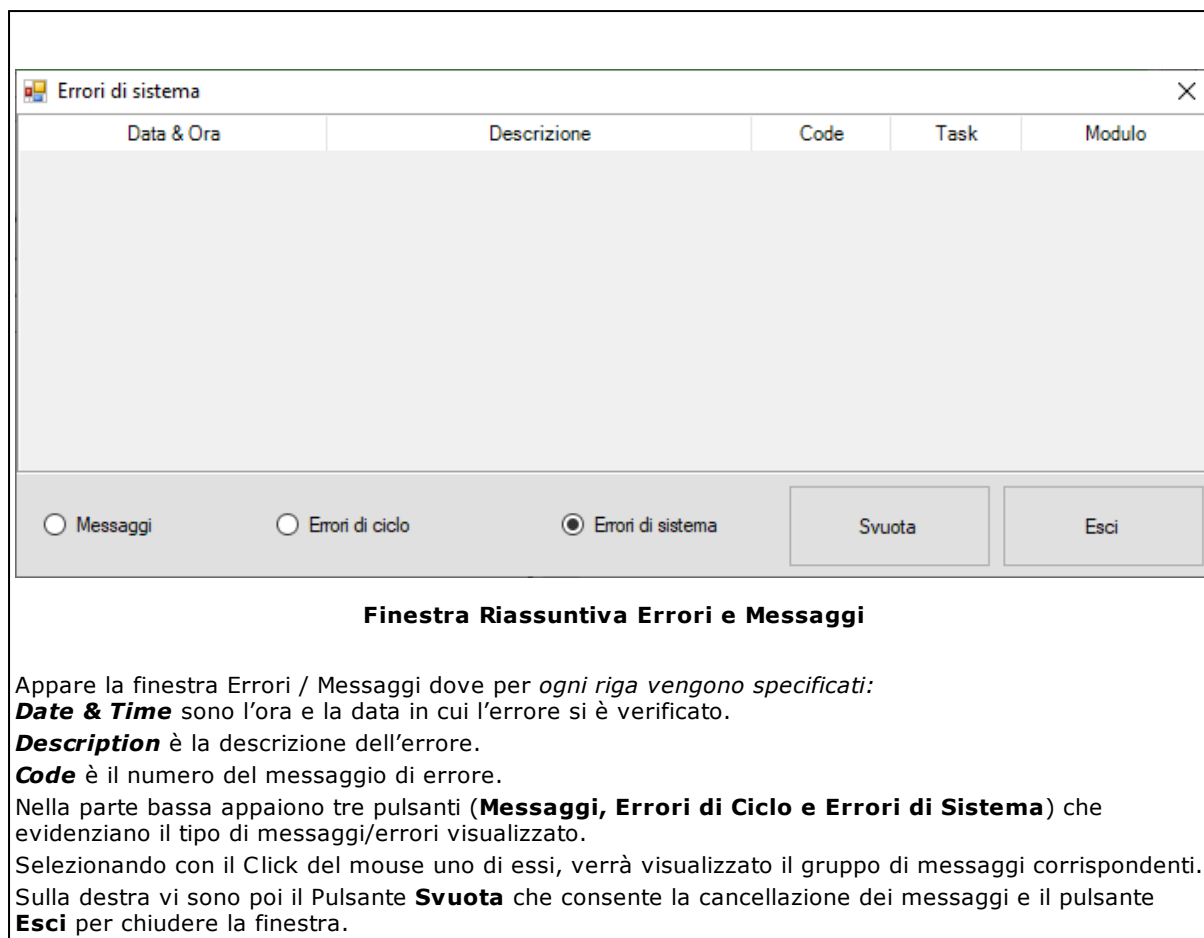 Errori di sistema
Data & Ora Descrizione Code Task Modulo
Messaggi Errori di ciclo Errori di sistema Svuota Esci
Finestra Riassuntiva Errori e Messaggi
Appare la finestra Errori / Messaggi dove per ogni riga vengono specificati:
Date & Time sono l'ora e la data in cui l'errore si è verificato.
Description è la descrizione dell'errore.
Code è il numero del messaggio di errore.
Nella parte bassa appaiono tre pulsanti (Messaggi, Errori di Ciclo e Errori di Sistema) che
evidenziano il tipo di messaggi/errori visualizzato.
Selezionando con il Click del mouse uno di essi, verrà visualizzato il gruppo di messaggi corrispondenti.
Sulla destra vi sono poi il Pulsante Svuota che consente la cancellazione dei messaggi e il pulsante
Esci per chiudere la finestra.